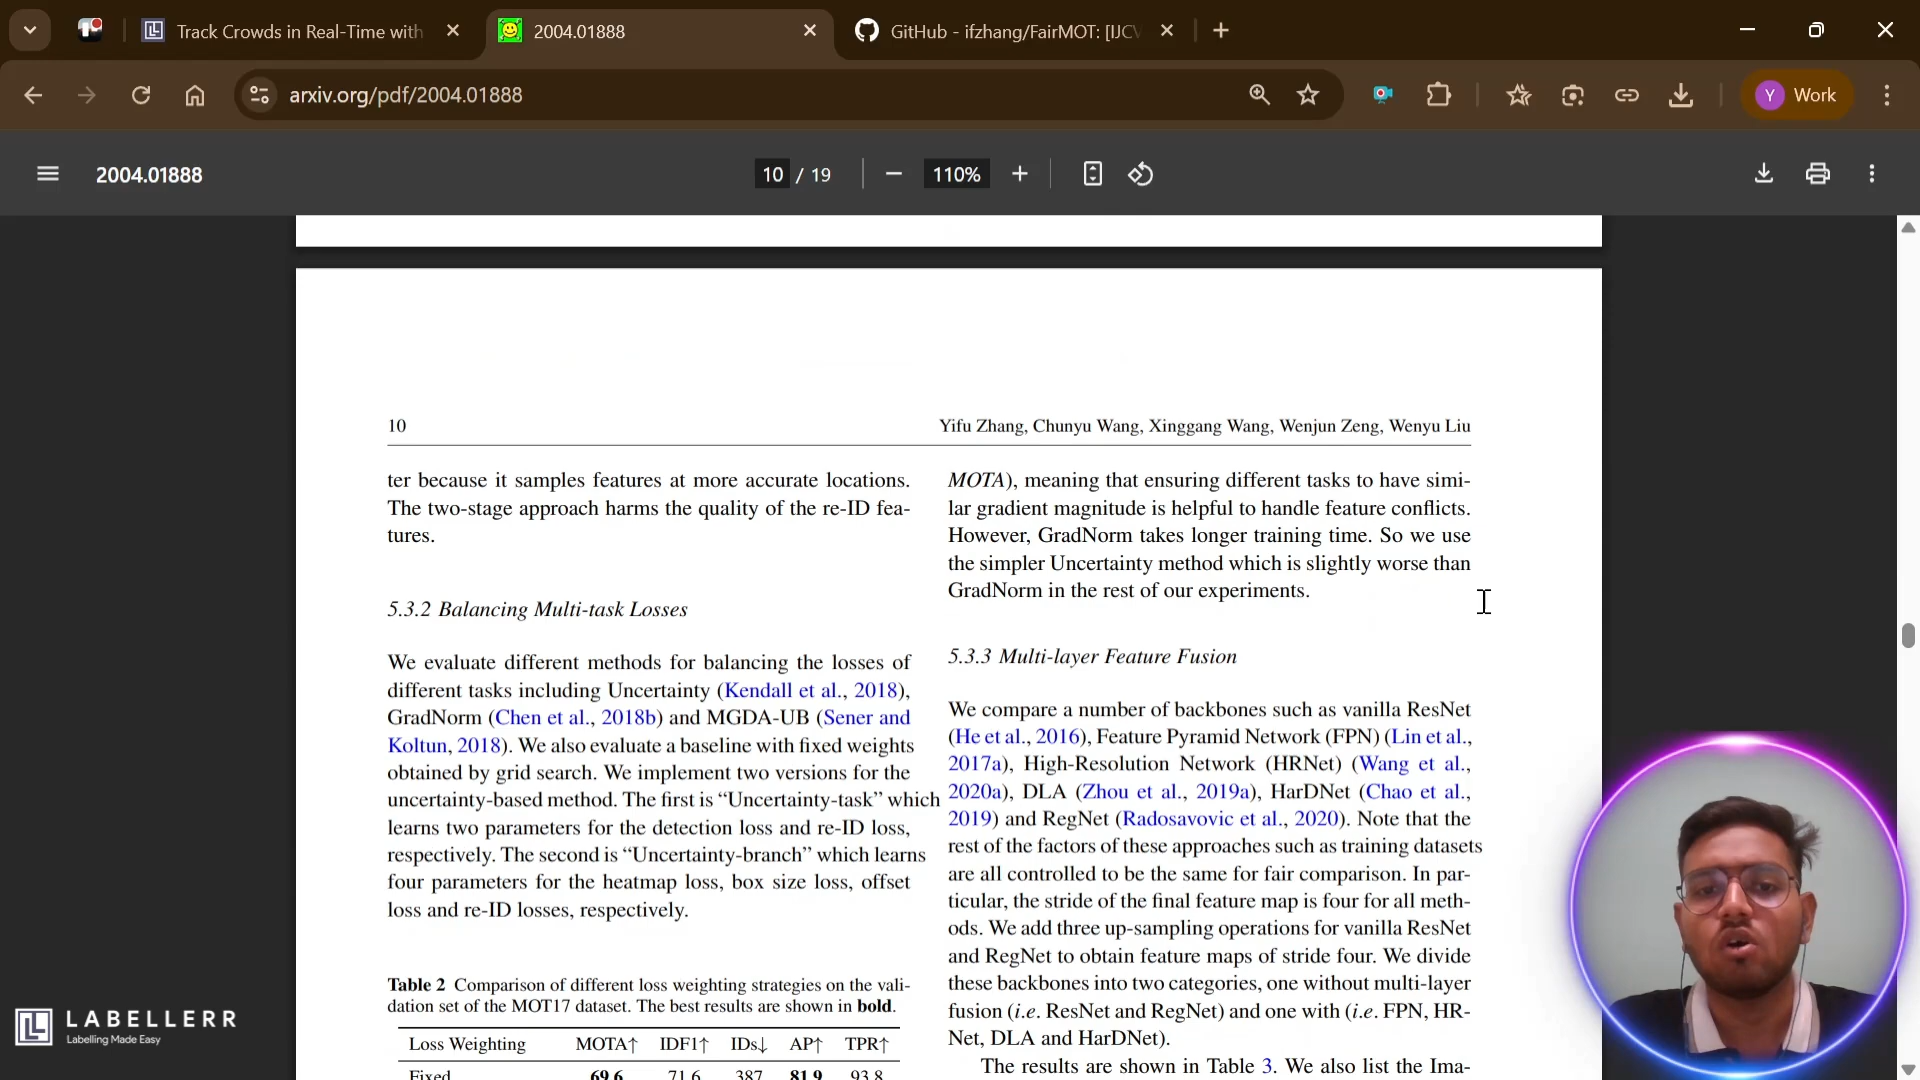 Track Crowds in Real-Time with
2004.01888
GitHub - ifzhang/FairMOT: [IJCV
arxiv.org/pdf/2004.01888
Y Work
2004.01888
10 / 19
110%
10
Yifu Zhang, Chunyu Wang, Xinggang Wang, Wenjun Zeng, Wenyu Liu
ter because it samples features at more accurate locations.
The two-stage approach harms the quality of the re-ID fea-
tures.
5.3.2 Balancing Multi-task Losses
We evaluate different methods for balancing the losses of
different tasks including Uncertainty (Kendall et al., 2018),
GradNorm (Chen et al., 2018b) and MGDA-UB (Sener and
Koltun, 2018). We also evaluate a baseline with fixed weights
obtained by grid search. We implement two versions for the
uncertainty-based method. The first is “Uncertainty-task” which
learns two parameters for the detection loss and re-ID loss,
respectively. The second is “Uncertainty-branch” which learns
four parameters for the heatmap loss, box size loss, offset
loss and re-ID losses, respectively.
Table 2 Comparison of different loss weighting strategies on the vali-
dation set of the MOT17 dataset. The best results are shown in bold.
Loss Weighting MOTA↑ IDF1↑ IDs↓ AP↑ TPR↑
Fixed 69.6 71.6 387 81.9 93.8
MOTA), meaning that ensuring different tasks to have simi-
lar gradient magnitude is helpful to handle feature conflicts.
However, GradNorm takes longer training time. So we use
the simpler Uncertainty method which is slightly worse than
GradNorm in the rest of our experiments.
5.3.3 Multi-layer Feature Fusion
We compare a number of backbones such as vanilla ResNet
(He et al., 2016), Feature Pyramid Network (FPN) (Lin et al.,
2017a), High-Resolution Network (HRNet) (Wang et al.,
2020a), DLA (Zhou et al., 2019a), HarDNet (Chao et al.,
2019) and RegNet (Radosavovic et al., 2020). Note that the
rest of the factors of these approaches such as training datasets
are all controlled to be the same for fair comparison. In par-
ticular, the stride of the final feature map is four for all meth-
ods. We add three up-sampling operations for vanilla ResNet
and RegNet to obtain feature maps of stride four. We divide
these backbones into two categories, one without multi-layer
fusion (i.e. ResNet and RegNet) and one with (i.e. FPN, HR-
Net, DLA and HarDNet).
The results are shown in Table 3. We also list the Ima-
LABELLERR
Labelling Made Easy